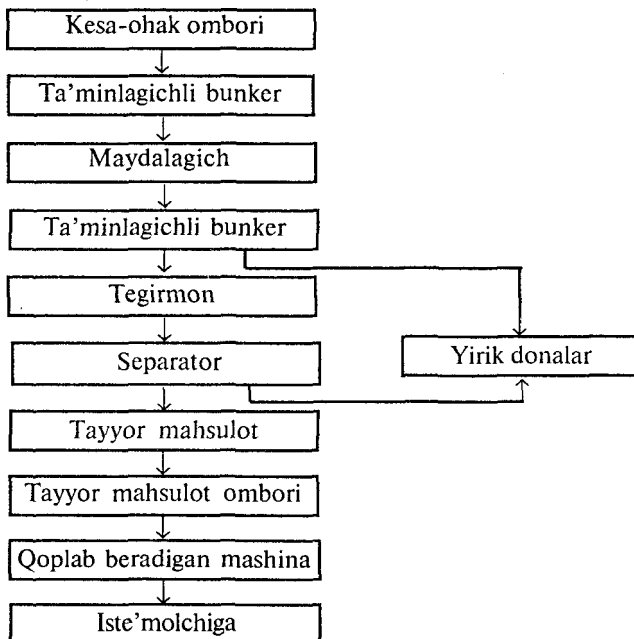 Kesa-ohak ombori
Ta'minlagichli bunker
Maydalagich
Ta'minlagichli bunker
Tegirmon
Separator
Yirik donalar
Tayyor mahsulot
Tayyor mahsulot ombori
Qoplab beradigan mashina
Iste'molchiga